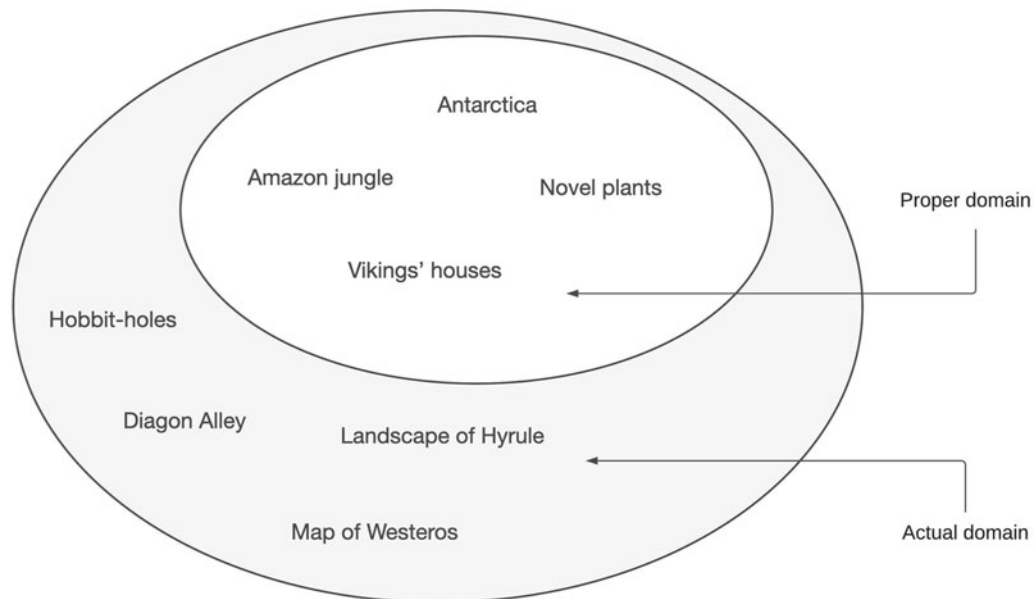 Antarctica
Amazon jungle
Novel plants
Proper domain
Vikings’ houses
Hobbit-holes
Diagon Alley
Landscape of Hyrule
Map of Westeros
Actual domain